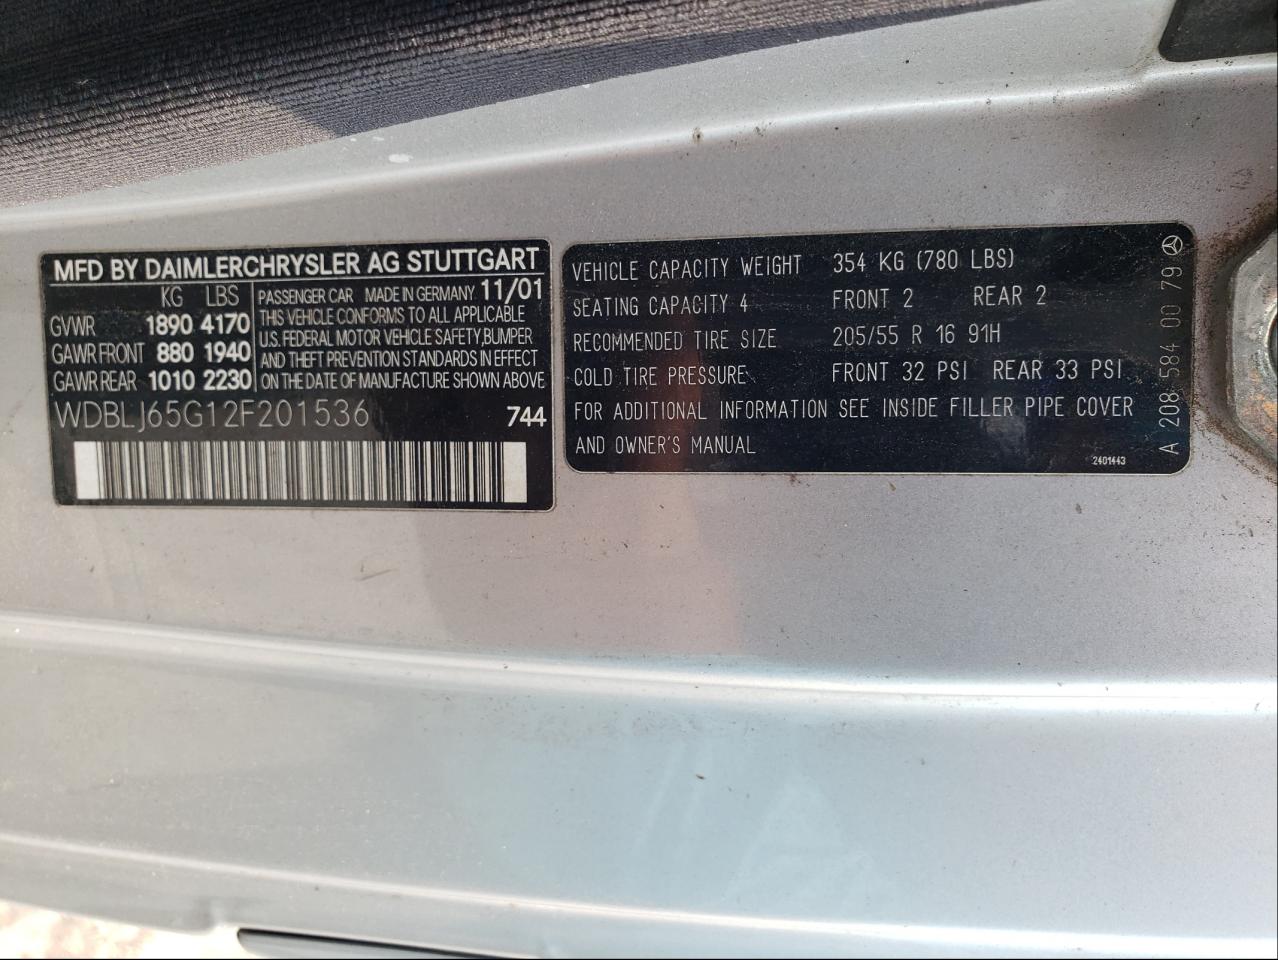 MFD BY DAIMLERCHRYSLER AG STUTTGART
KG LBS
GVWR 1890 4170
GAWR FRONT 880 1940
GAWR REAR 1010 2230
PASSENGER CAR MADE IN GERMANY 11/01
THIS VEHICLE CONFORMS TO ALL APPLICABLE
U.S. FEDERAL MOTOR VEHICLE SAFETY, BUMPER
AND THEFT PREVENTION STANDARDS IN EFFECT
ON THE DATE OF MANUFACTURE SHOWN ABOVE
WDBLJ65G12F201536 744
VEHICLE CAPACITY WEIGHT 354 KG (780 LBS)
SEATING CAPACITY 4 FRONT 2 REAR 2
RECOMMENDED TIRE SIZE 205/55 R 16 91H
COLD TIRE PRESSURE FRONT 32 PSI REAR 33 PSI
FOR ADDITIONAL INFORMATION SEE INSIDE FILLER PIPE COVER
AND OWNER'S MANUAL
2401443
A 208 584 00 79